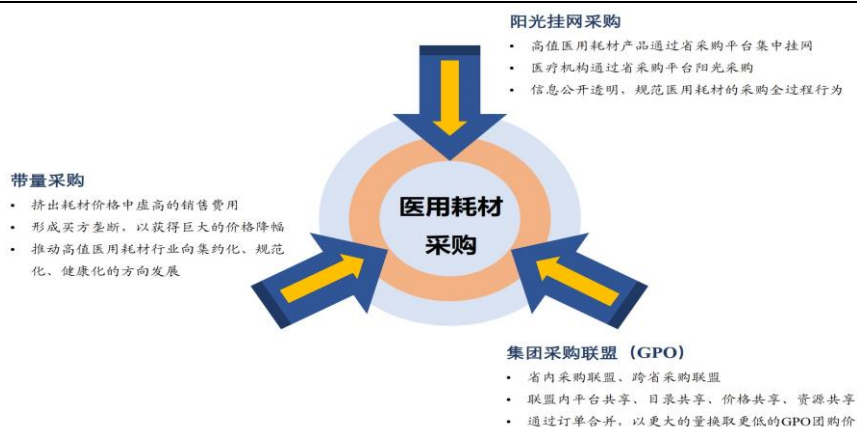 阳光挂网采购
• 高值医用耗材产品通过省采购平台集中挂网
• 医疗机构通过省采购平台阳光采购
• 信息公开透明，规范医用耗材的采购全过程行为
带量采购
• 挤出耗材价格中虚高的销售费用
• 形成买方垄断，以获得巨大的价格降幅
• 推动高值医用耗材行业向集约化、规范
化、健康化的方向发展
医用耗材
采购
集团采购联盟（GPO）
• 省内采购联盟、跨省采购联盟
• 联盟内平台共享、目录共享、价格共享、资源共享
• 通过订单合并，以更大的量换取更低的GPO团购价